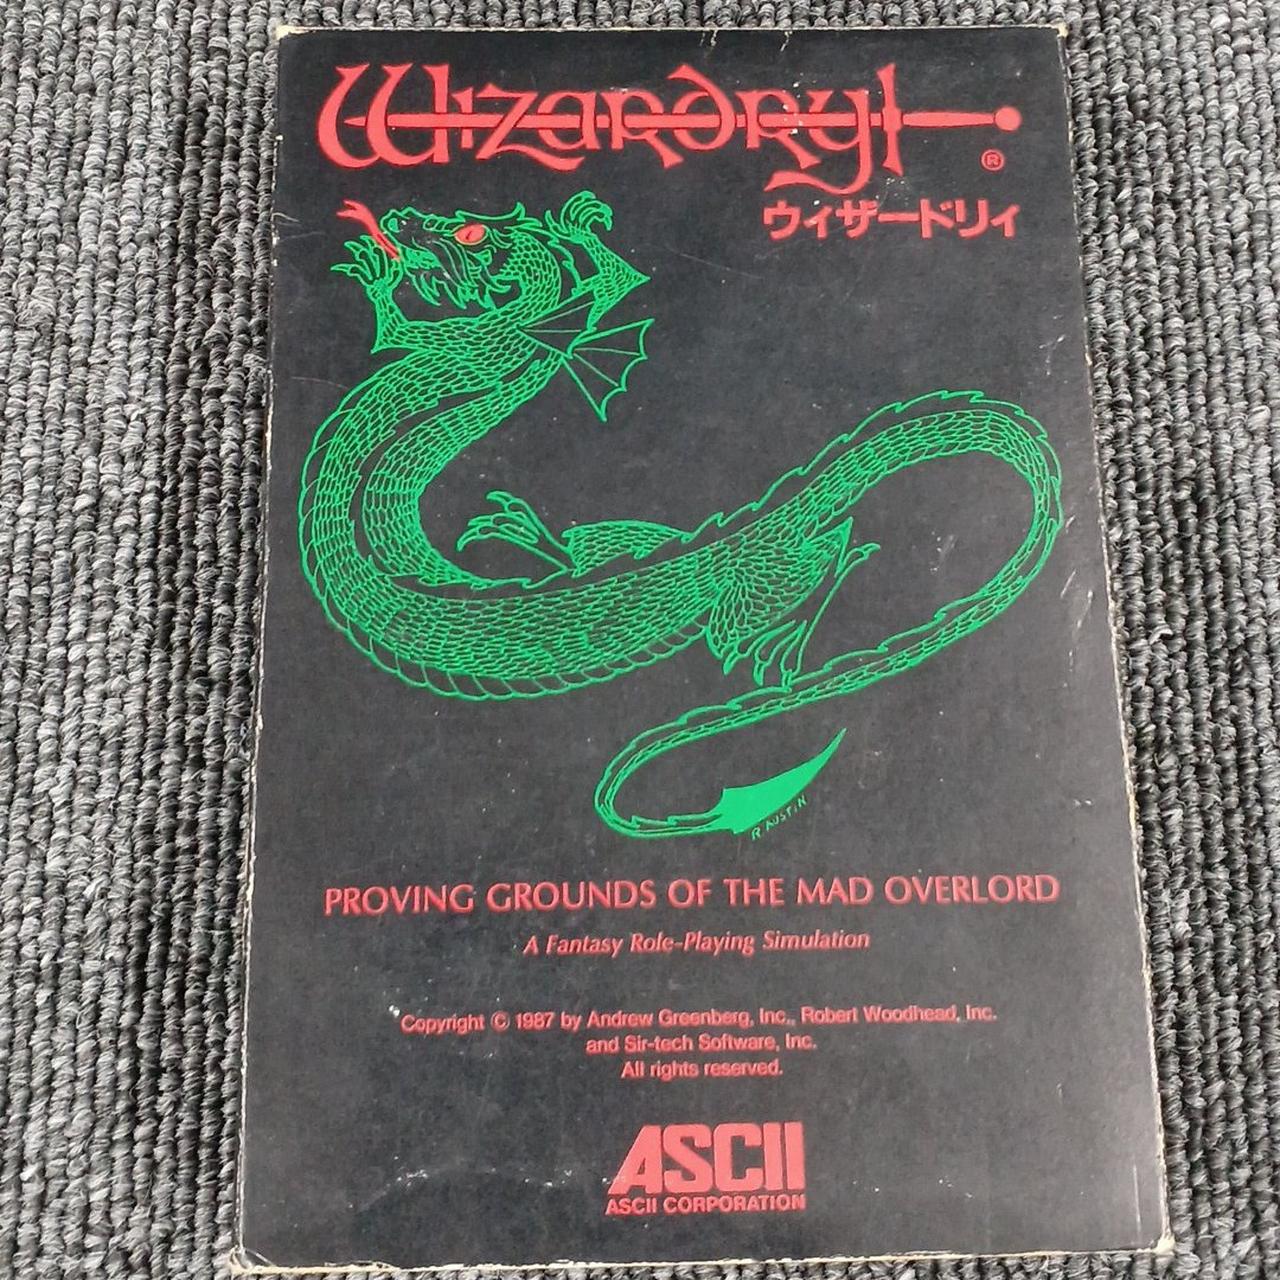 Wizardry
®
ウィザードリィ
R. AUSTIN
PROVING GROUNDS OF THE MAD OVERLORD
A Fantasy Role-Playing Simulation
Copyright © 1987 by Andrew Greenberg, Inc., Robert Woodhead, Inc.
and Sir-tech Software, Inc.
All rights reserved.
ASCII
ASCII CORPORATION